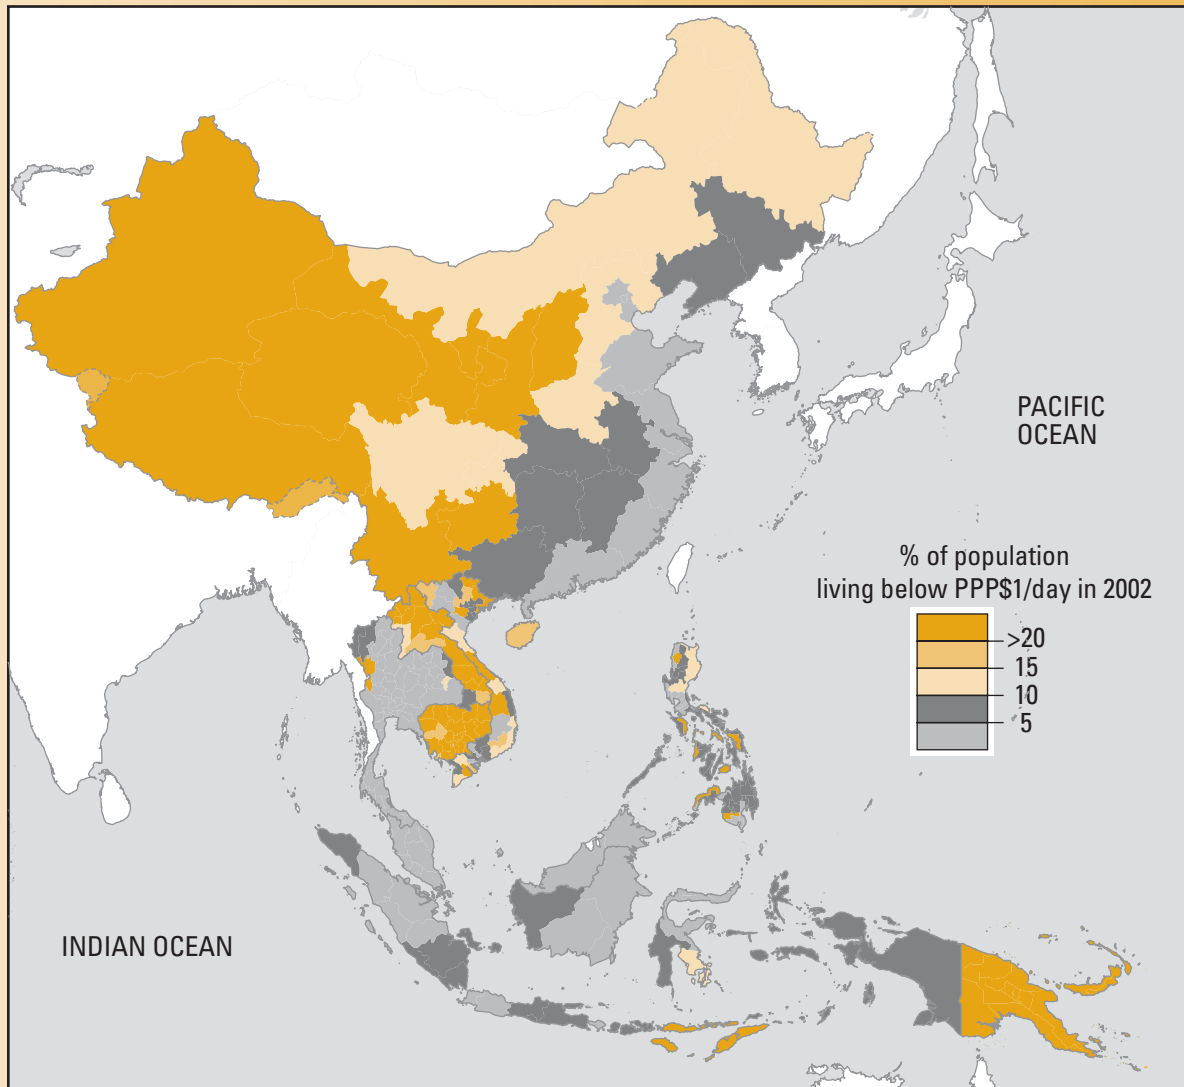 PACIFIC
OCEAN
% of population
living below PPP$1/day in 2002
>20
15
10
5
INDIAN OCEAN